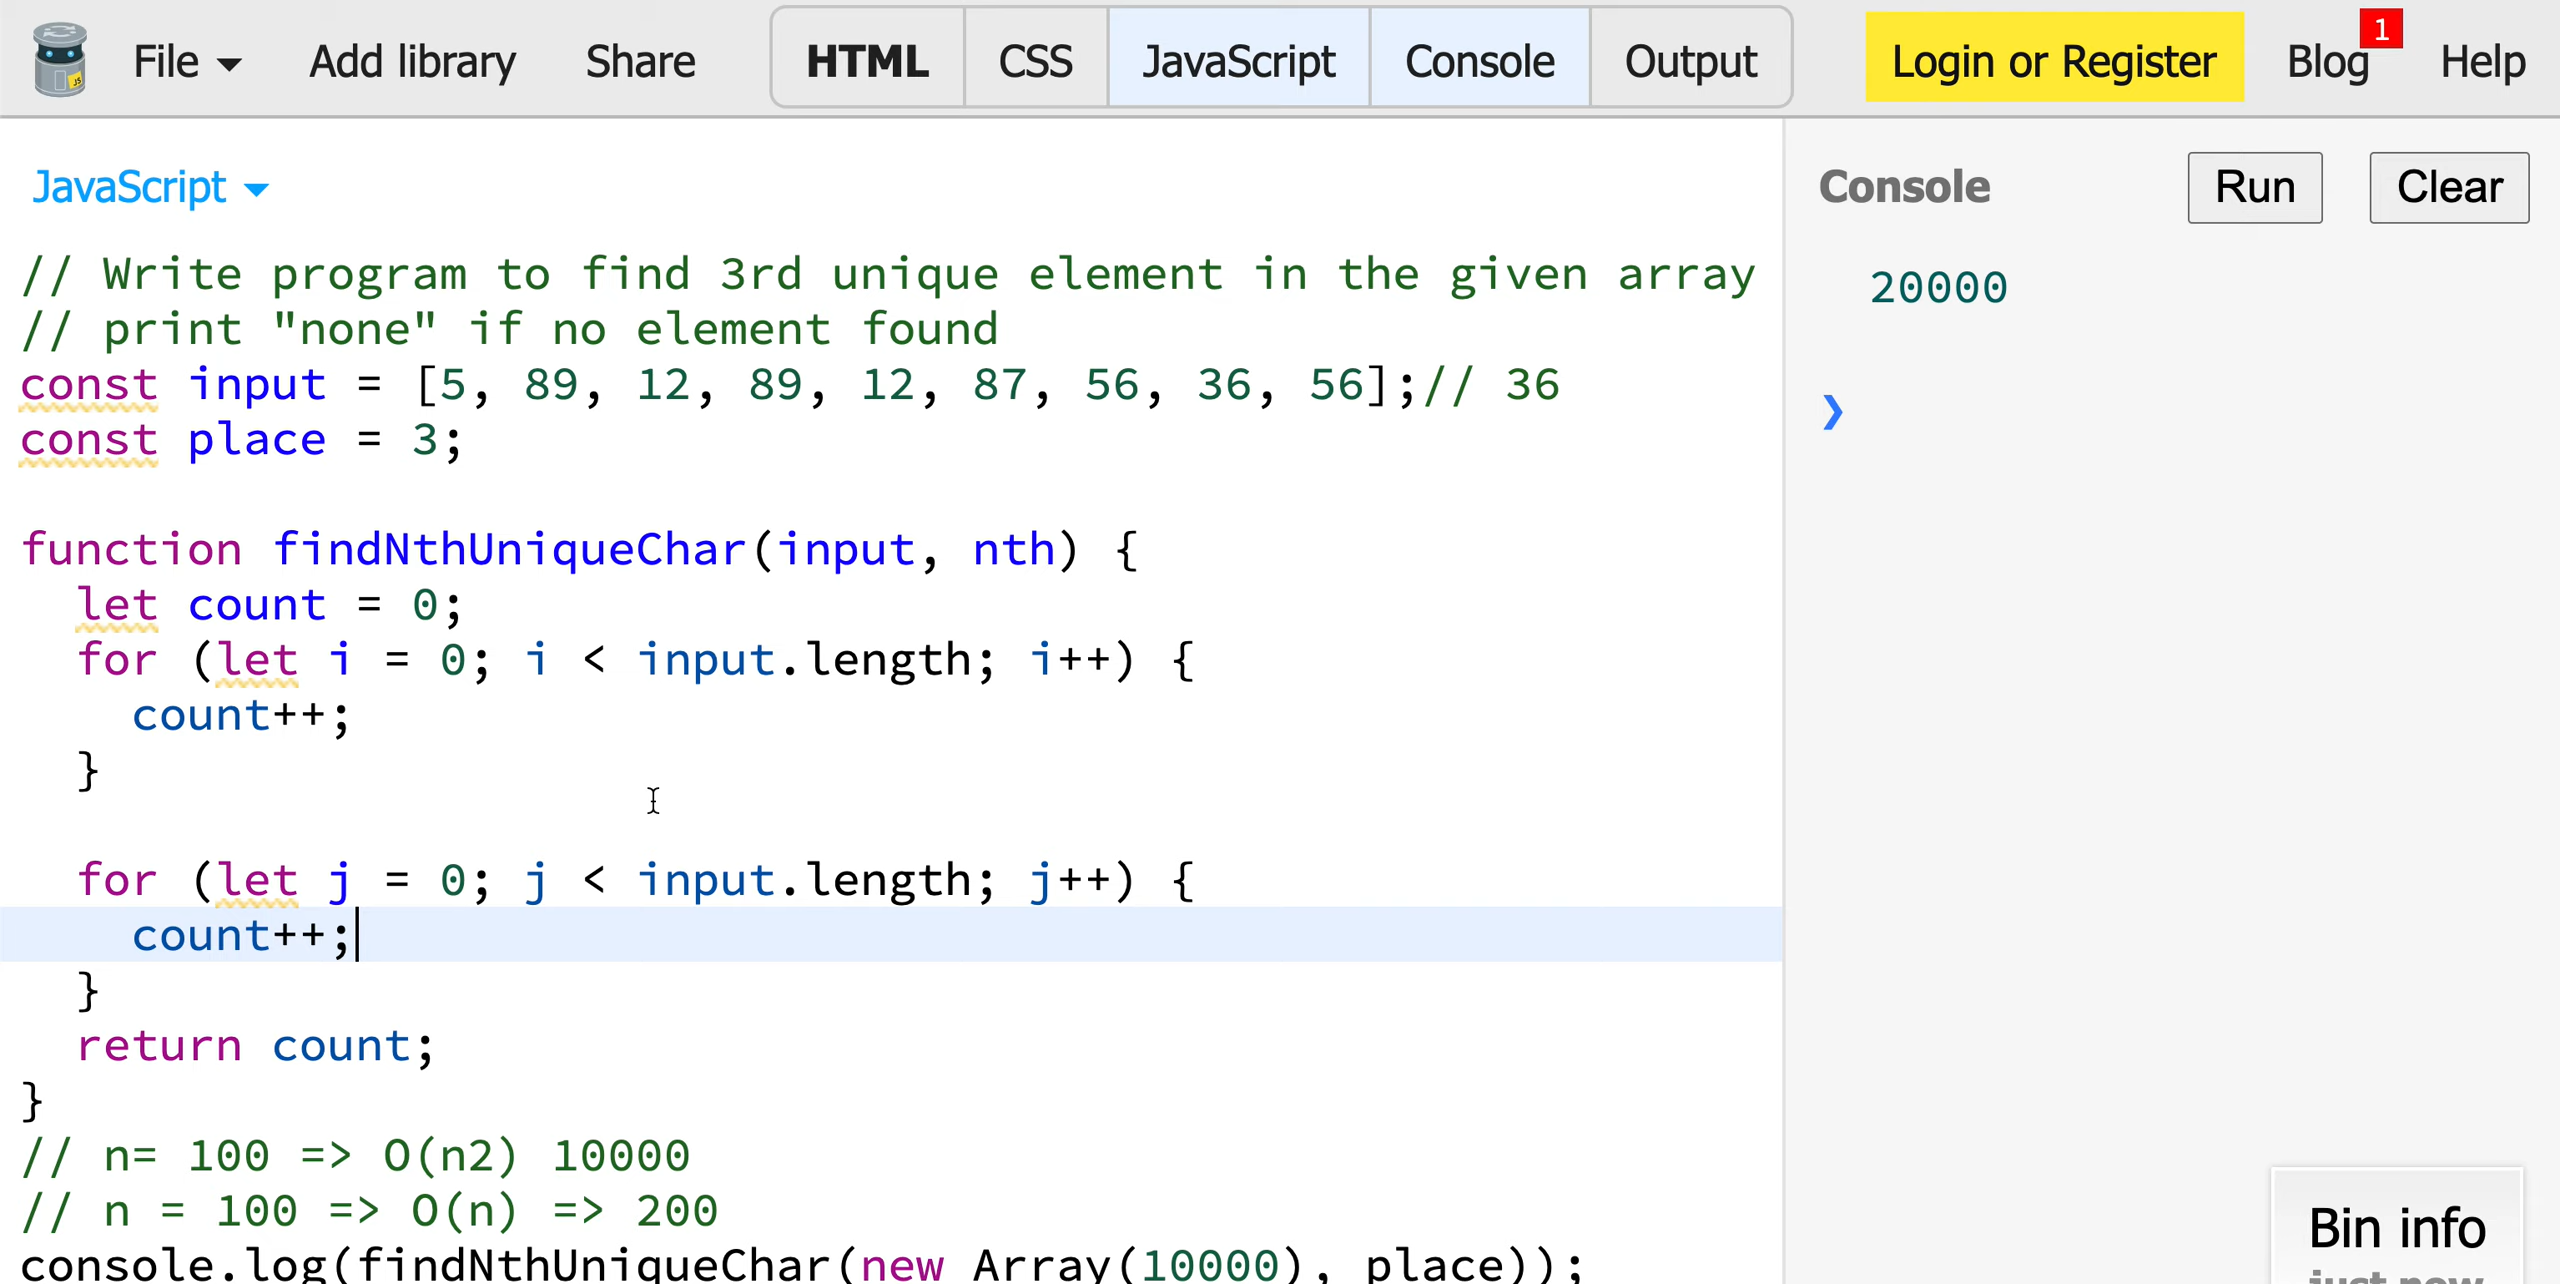 File Add library Share HTML CSS JavaScript Console Output Login or Register Blog 1 Help
JavaScript
Console Run Clear
// Write program to find 3rd unique element in the given array
// print "none" if no element found
const input = [5, 89, 12, 89, 12, 87, 56, 36, 56];// 36
const place = 3;
function findNthUniqueChar(input, nth) {
let count = 0;
for (let i = 0; i < input.length; i++) {
count++;
}
for (let j = 0; j < input.length; j++) {
count++;
}
return count;
}
// n= 100 => O(n2) 10000
// n = 100 => O(n) => 200
console.log(findNthUniqueChar(new Array(10000), place));
20000
❯
Bin info
just now